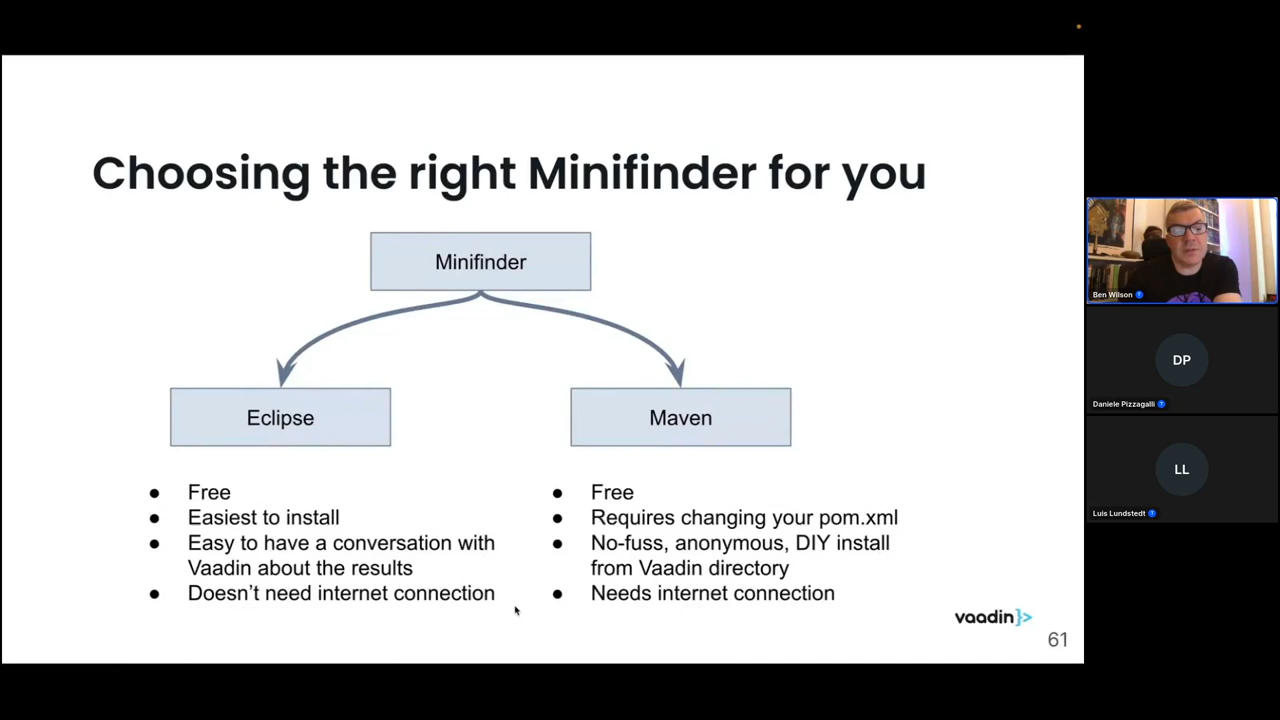 Choosing the right Minifinder for you
Minifinder
Eclipse
Maven
● Free
● Easiest to install
● Easy to have a conversation with
Vaadin about the results
● Doesn’t need internet connection
● Free
● Requires changing your pom.xml
● No-fuss, anonymous, DIY install
from Vaadin directory
● Needs internet connection
vaadin}>
61
Ben Wilson
DP
Daniele Pizzagalli
LL
Luis Lundstedt